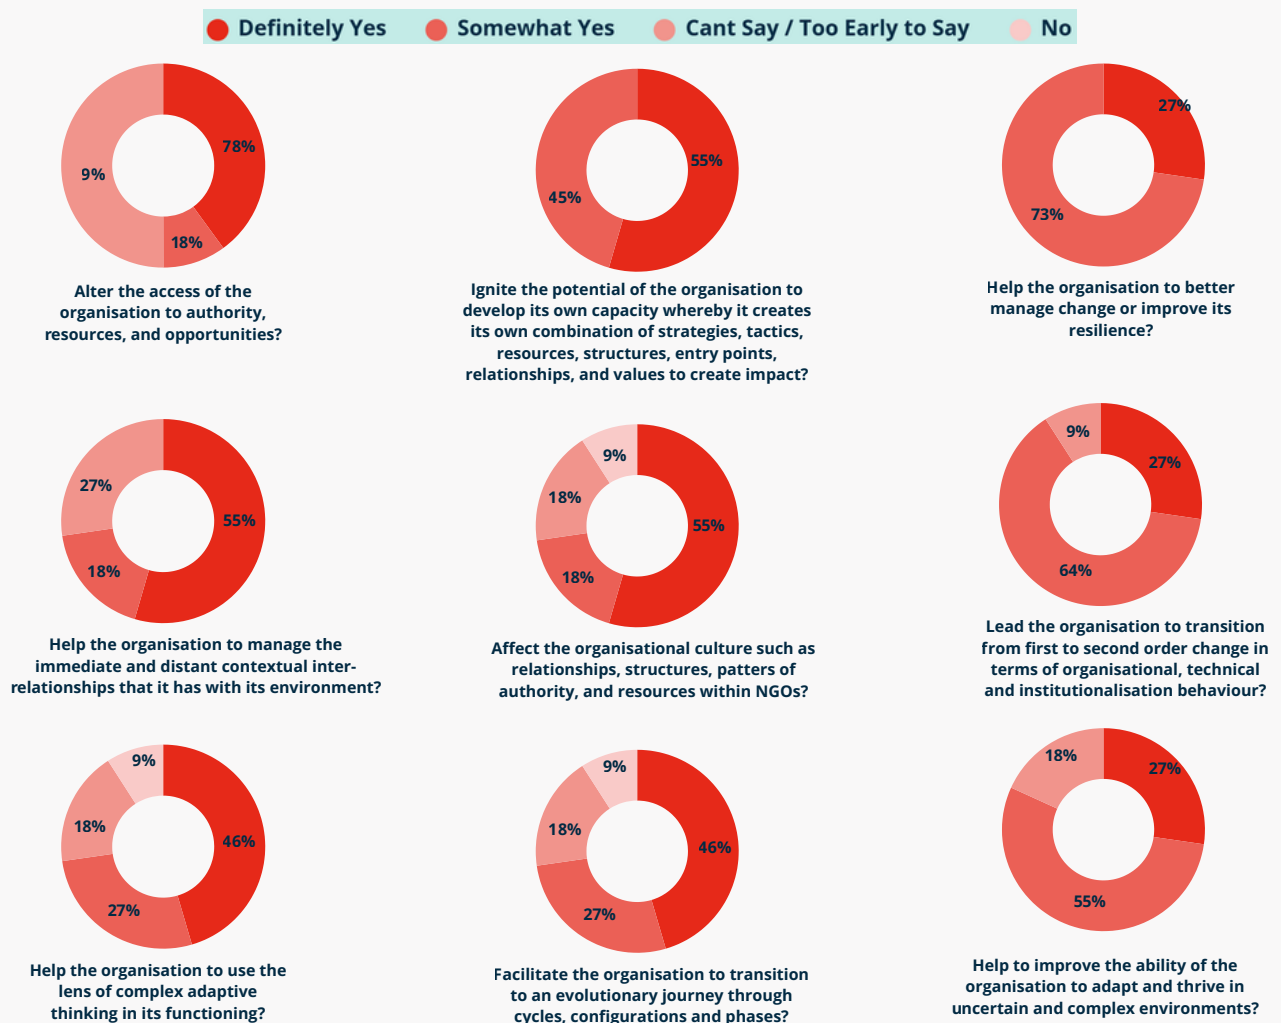 Definitely Yes Somewhat Yes Cant Say / Too Early to Say No
78%
9%
18%
Alter the access of the
organisation to authority,
resources, and opportunities?
55%
45%
Ignite the potential of the organisation to
develop its own capacity whereby it creates
its own combination of strategies, tactics,
resources, structures, entry points,
relationships, and values to create impact?
27%
73%
Help the organisation to better
manage change or improve its
resilience?
27%
55%
18%
Help the organisation to manage the
immediate and distant contextual inter-
relationships that it has with its environment?
9%
18%
55%
18%
Affect the organisational culture such as
relationships, structures, patters of
authority, and resources within NGOs?
9%
27%
64%
Lead the organisation to transition
from first to second order change in
terms of organisational, technical
and institutionalisation behaviour?
9%
18%
46%
27%
Help the organisation to use the
lens of complex adaptive
thinking in its functioning?
9%
18%
46%
27%
Facilitate the organisation to transition
to an evolutionary journey through
cycles, configurations and phases?
18%
27%
55%
Help to improve the ability of the
organisation to adapt and thrive in
uncertain and complex environments?